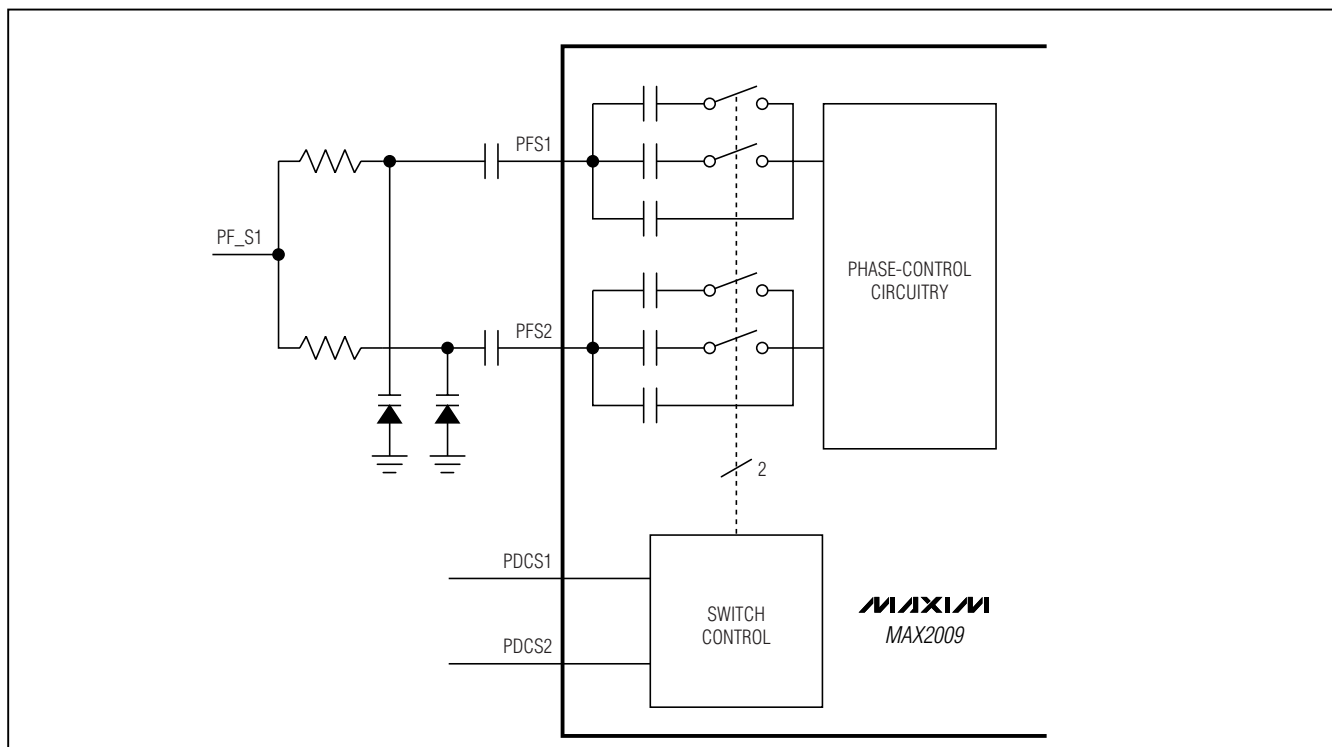 PFS1
PF_S1
PHASE-CONTROL
CIRCUITRY
PFS2
2
PDCS1
SWITCH
CONTROL
MAXIM
MAX2009
PDCS2